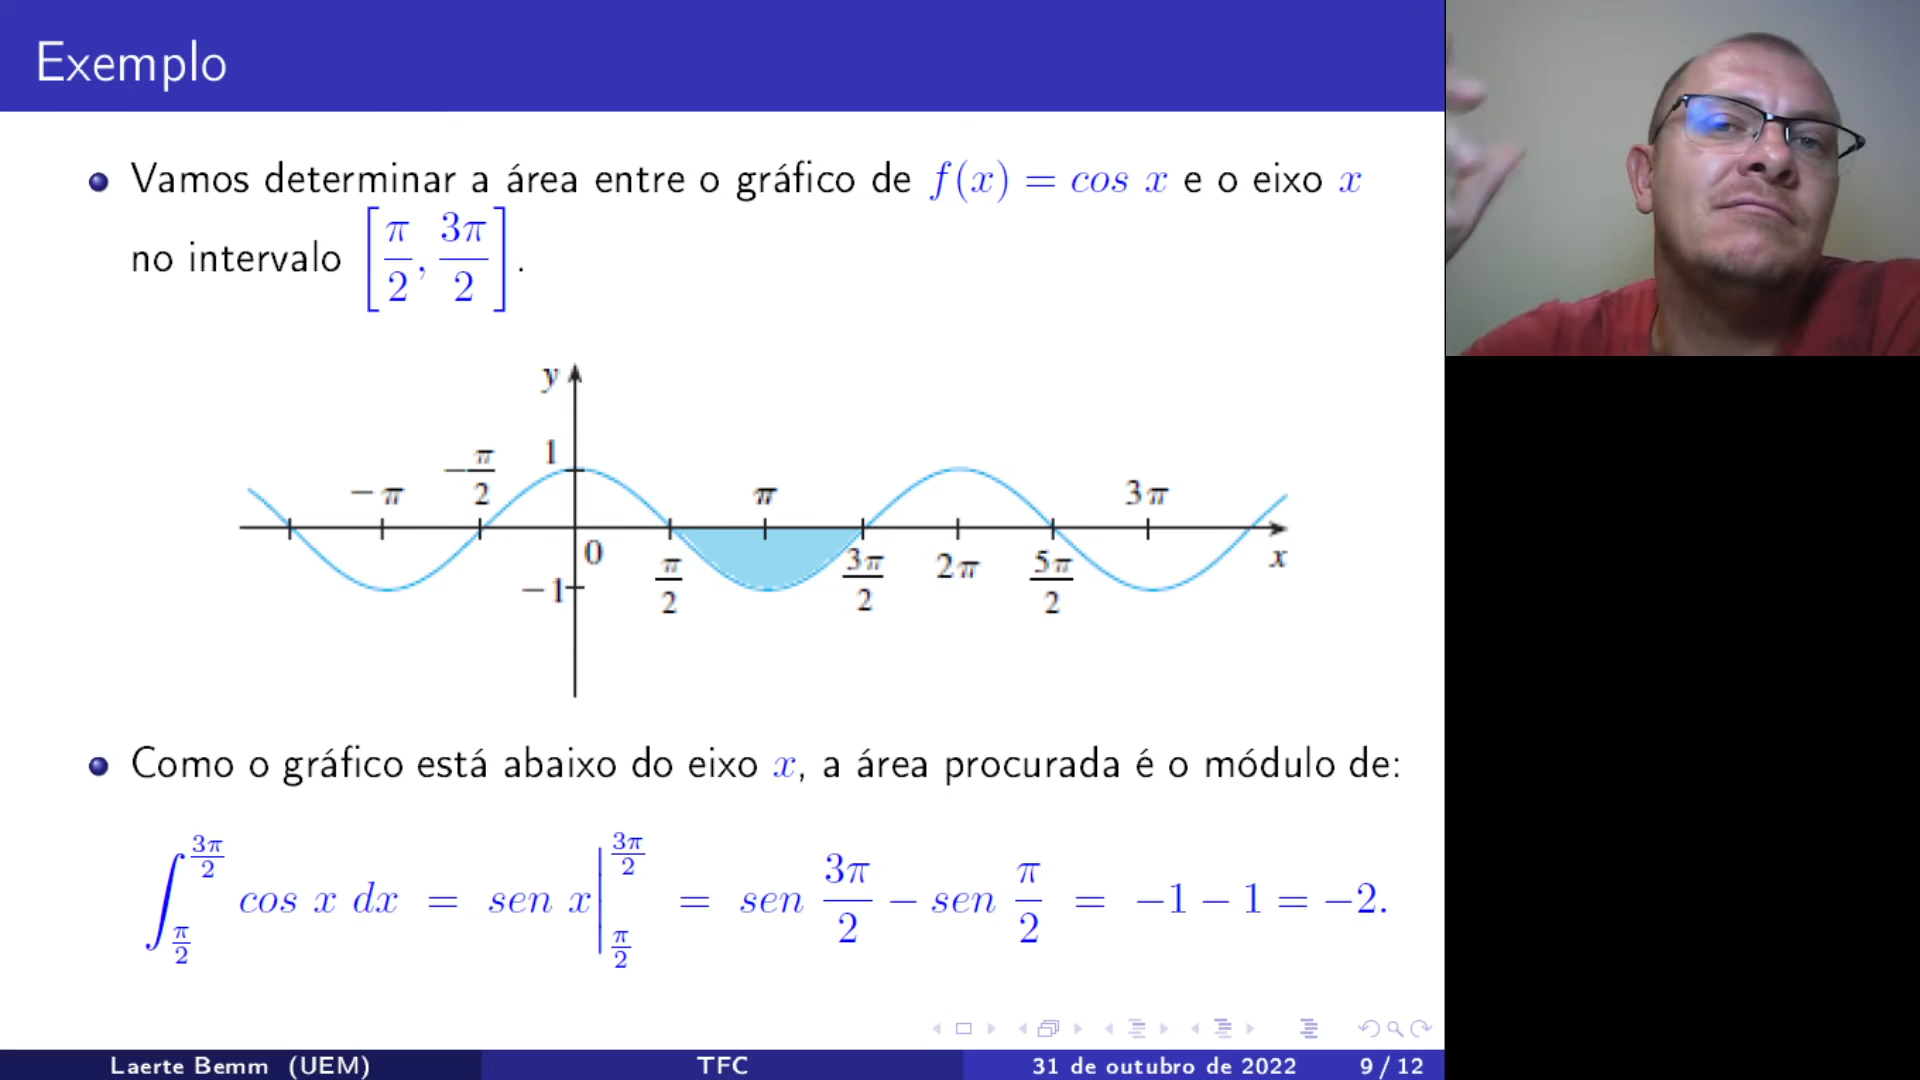 Exemplo
Vamos determinar a área entre o gráfico de f(x) = cos x e o eixo x
no intervalo [π/2, 3π/2].
y
1
−π
−π/2
π
3π
0
−1
π/2
3π/2
2π
5π/2
x
Como o gráfico está abaixo do eixo x, a área procurada é o módulo de:
∫_{π/2}^{3π/2} cos x dx = sen x|_{π/2}^{3π/2} = sen 3π/2 − sen π/2 = −1 − 1 = −2.
Laerte Bemm (UEM) TFC 31 de outubro de 2022 9 / 12